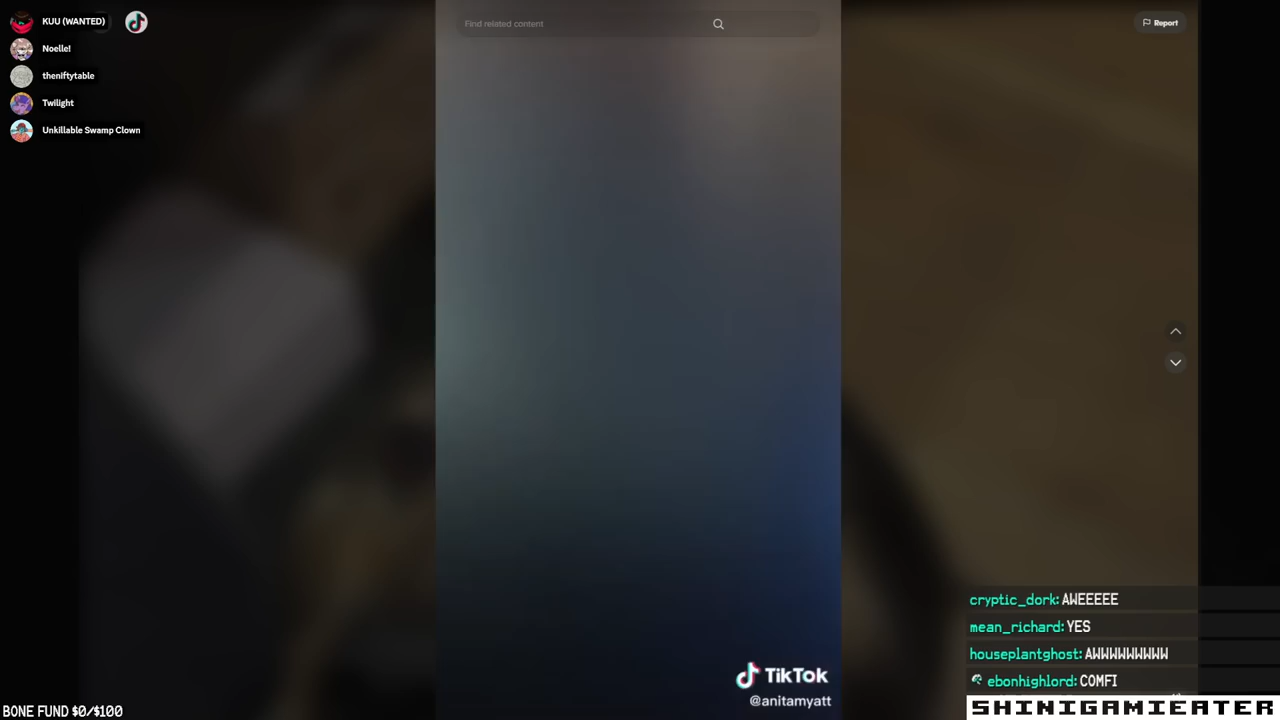 KUU (WANTED)
Noelle!
theniftytable
Twilight
Unkillable Swamp Clown
Find related content
Report
TikTok
@anitamyatt
cryptic_dork: AWEEEEE
mean_richard: YES
houseplantghost: AWWWWWWWWW
ebonhighlord: COMFI
BONE FUND $0/$100
SHINIGAMIEATER